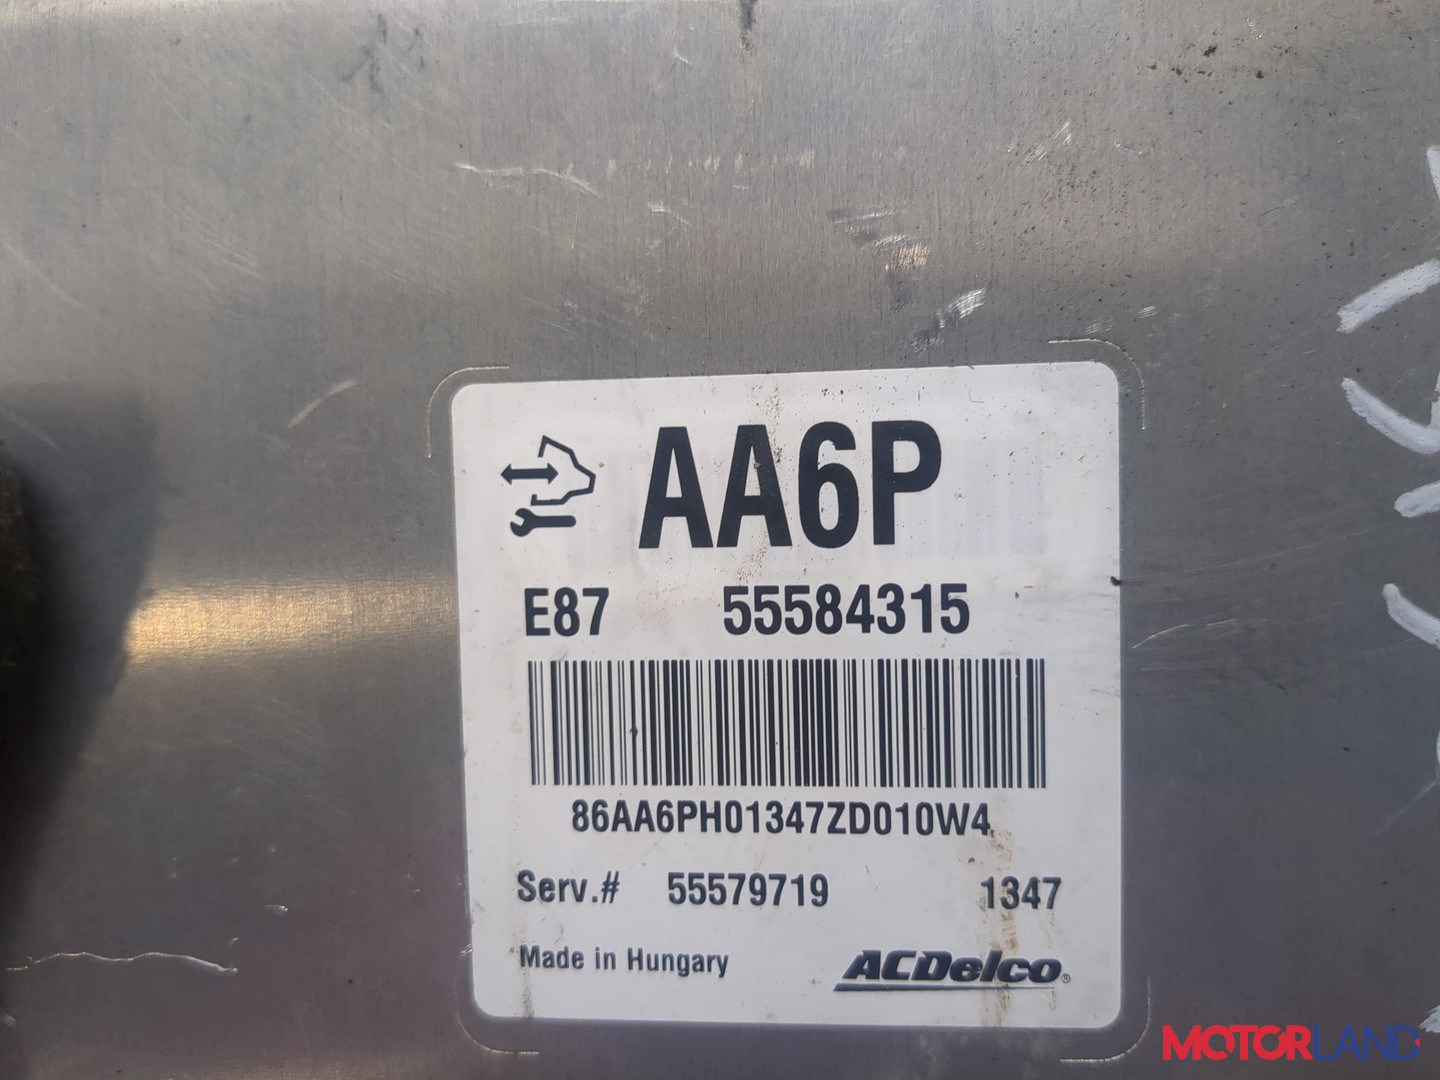 AA6P
E87 55584315
86AA6PH01347ZD010W4
Serv.# 55579719 1347
Made in Hungary ACDelco®
MOTORLAND